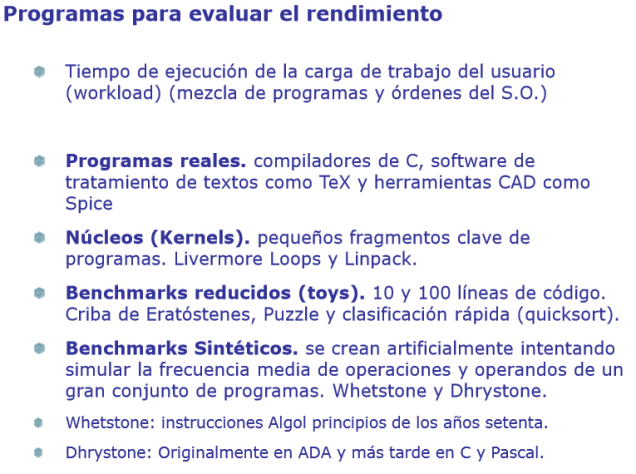 Programas para evaluar el rendimiento
Tiempo de ejecución de la carga de trabajo del usuario
(workload) (mezcla de programas y órdenes del S.O.)
Programas reales. compiladores de C, software de
tratamiento de textos como TeX y herramientas CAD como
Spice
Núcleos (Kernels). pequeños fragmentos clave de
programas. Livermore Loops y Linpack.
Benchmarks reducidos (toys). 10 y 100 líneas de código.
Criba de Eratóstenes, Puzzle y clasificación rápida (quicksort).
Benchmarks Sintéticos. se crean artificialmente intentando
simular la frecuencia media de operaciones y operandos de un
gran conjunto de programas. Whetstone y Dhrystone.
Whetstone: instrucciones Algol principios de los años setenta.
Dhrystone: Originalmente en ADA y más tarde en C y Pascal.